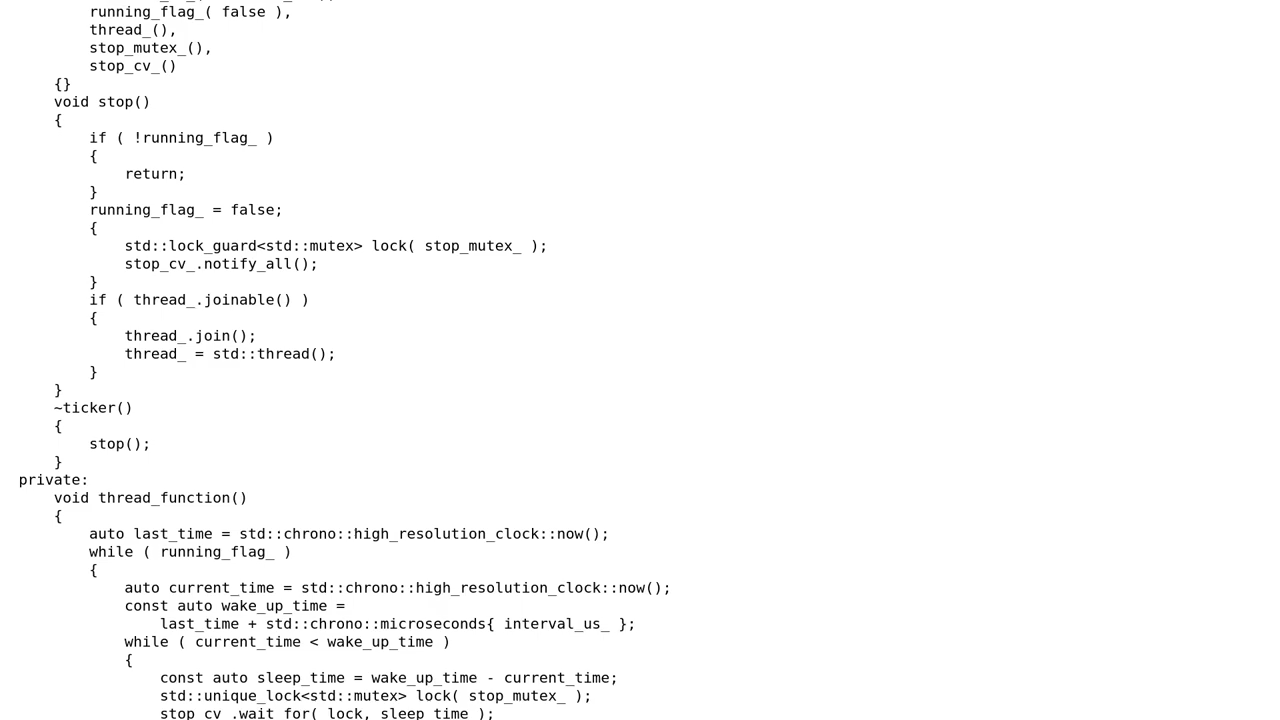 running_flag_( false ),
thread_(),
stop_mutex_(),
stop_cv_()
{}
void stop()
{
if ( !running_flag_ )
{
return;
}
running_flag_ = false;
{
std::lock_guard<std::mutex> lock( stop_mutex_ );
stop_cv_.notify_all();
}
if ( thread_.joinable() )
{
thread_.join();
thread_ = std::thread();
}
}
~ticker()
{
stop();
}
private:
void thread_function()
{
auto last_time = std::chrono::high_resolution_clock::now();
while ( running_flag_ )
{
auto current_time = std::chrono::high_resolution_clock::now();
const auto wake_up_time =
last_time + std::chrono::microseconds{ interval_us_ };
while ( current_time < wake_up_time )
{
const auto sleep_time = wake_up_time - current_time;
std::unique_lock<std::mutex> lock( stop_mutex_ );
stop_cv_.wait_for( lock, sleep_time );